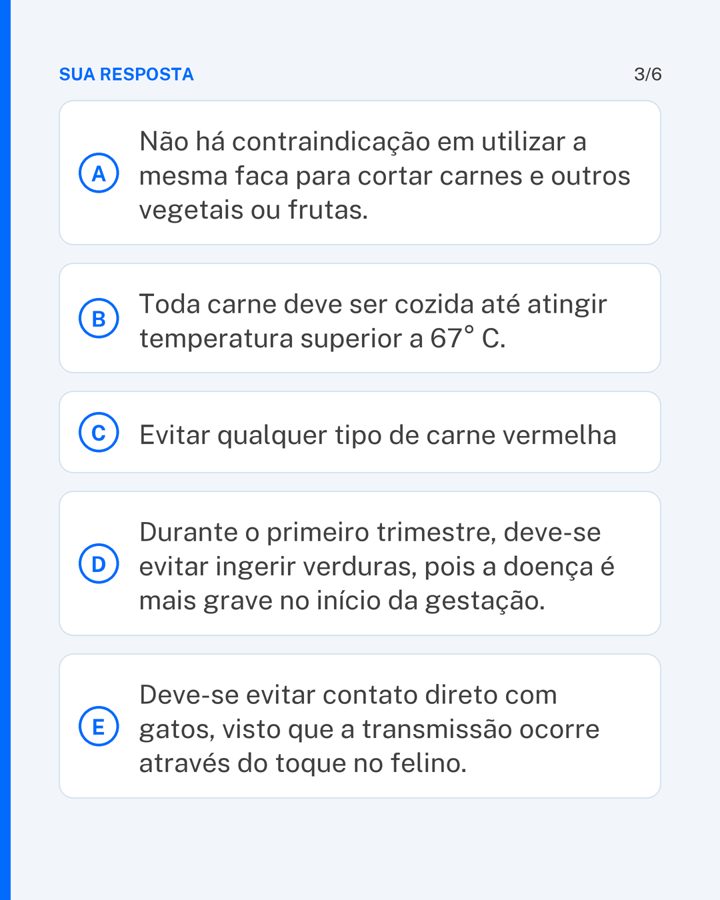 SUA RESPOSTA
3/6
A
Não há contraindicação em utilizar a
mesma faca para cortar carnes e outros
vegetais ou frutas.
B
Toda carne deve ser cozida até atingir
temperatura superior a 67° C.
C
Evitar qualquer tipo de carne vermelha
D
Durante o primeiro trimestre, deve-se
evitar ingerir verduras, pois a doença é
mais grave no início da gestação.
E
Deve-se evitar contato direto com
gatos, visto que a transmissão ocorre
através do toque no felino.